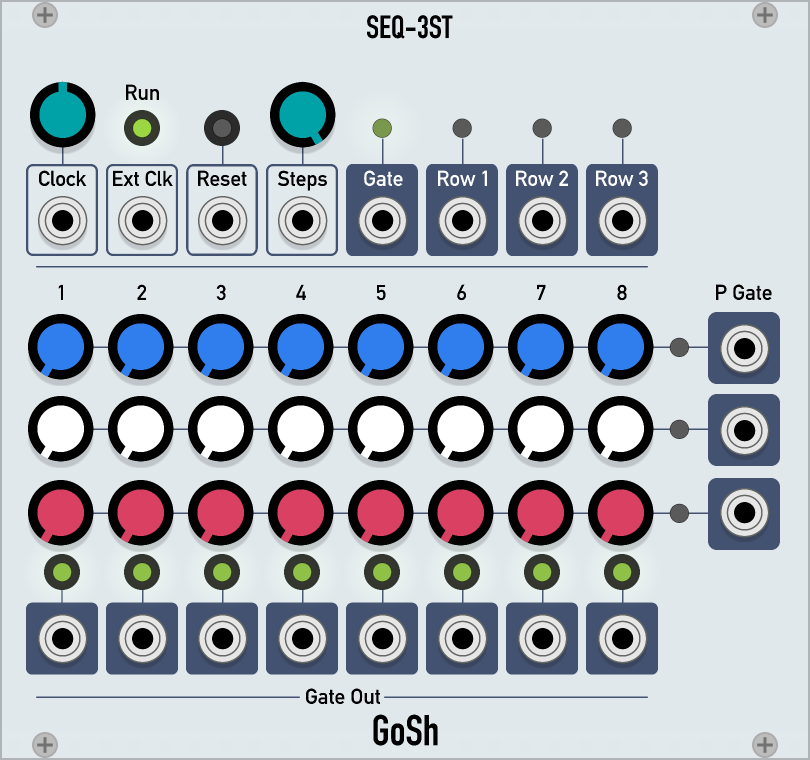 SEQ-3ST
Run
Clock Ext Clk Reset Steps Gate Row 1 Row 2 Row 3
1 2 3 4 5 6 7 8 P Gate
Gate Out
GoSh